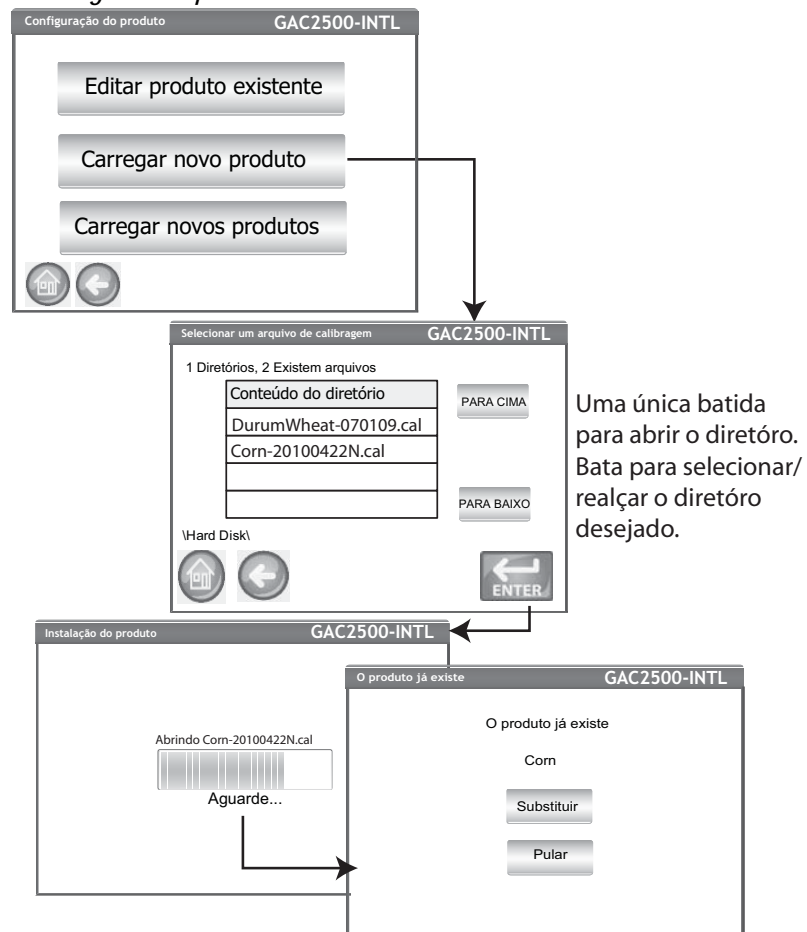 Configuração do produto GAC2500-INTL
Editar produto existente
Carregar novo produto
Carregar novos produtos
Selecionar um arquivo de calibragem GAC2500-INTL
1 Diretórios, 2 Existem arquivos
Conteúdo do diretório
PARA CIMA
DurumWheat-070109.cal
Corn-20100422N.cal
PARA BAIXO
\Hard Disk\
ENTER
Uma única batida
para abrir o diretóro.
Bata para selecionar/
realçar o diretóro
desejado.
Instalação do produto GAC2500-INTL
Abrindo Corn-20100422N.cal
Aguarde...
O produto já existe GAC2500-INTL
O produto já existe
Corn
Substituir
Pular